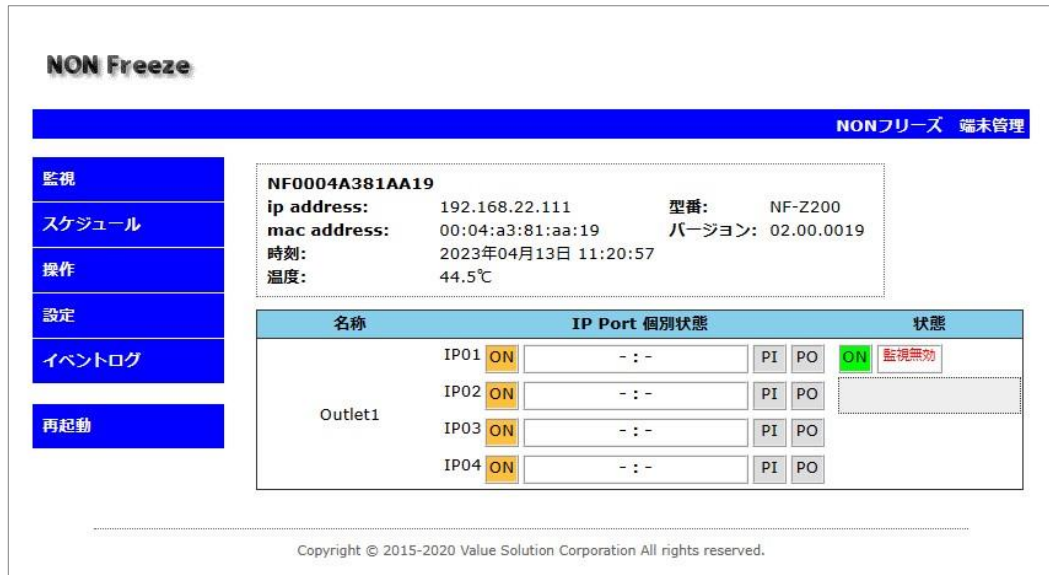 NON Freeze
NONフリーズ 端末管理
監視
スケジュール
操作
設定
イベントログ
再起動
NF0004A381AA19
ip address: 192.168.22.111 型番: NF-Z200
mac address: 00:04:a3:81:aa:19 バージョン: 02.00.0019
時刻: 2023年04月13日 11:20:57
温度: 44.5℃
名称 IP Port 個別状態 状態
Outlet1
IP01 ON - : - PI PO ON 監視無効
IP02 ON - : - PI PO
IP03 ON - : - PI PO
IP04 ON - : - PI PO
Copyright © 2015-2020 Value Solution Corporation All rights reserved.